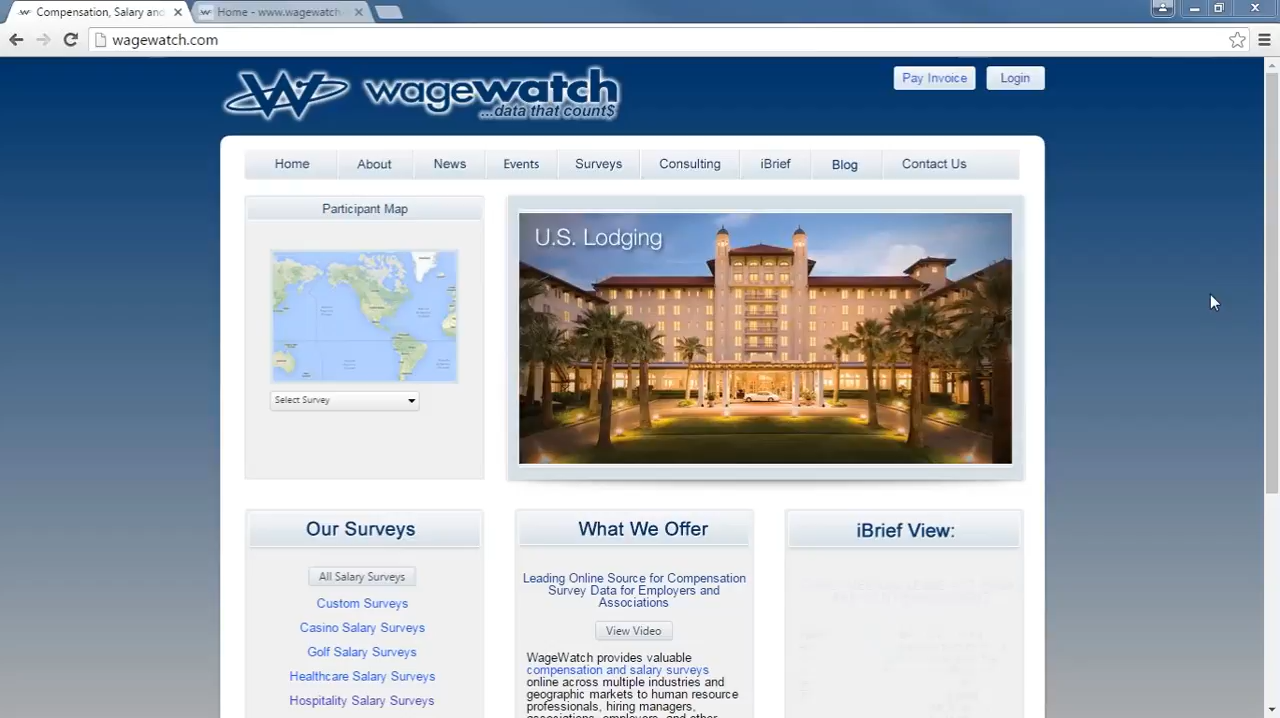 Compensation, Salary and
Home - www.wagewatch
wagewatch.com
wagewatch
...data that count$
Pay Invoice
Login
Home
About
News
Events
Surveys
Consulting
iBrief
Blog
Contact Us
Participant Map
Select Survey
U.S. Lodging
Our Surveys
All Salary Surveys
Custom Surveys
Casino Salary Surveys
Golf Salary Surveys
Healthcare Salary Surveys
Hospitality Salary Surveys
What We Offer
Leading Online Source for Compensation
Survey Data for Employers and
Associations
View Video
WageWatch provides valuable
compensation and salary surveys
online across multiple industries and
geographic markets to human resource
professionals, hiring managers,
associations, employers, and other
iBrief View: